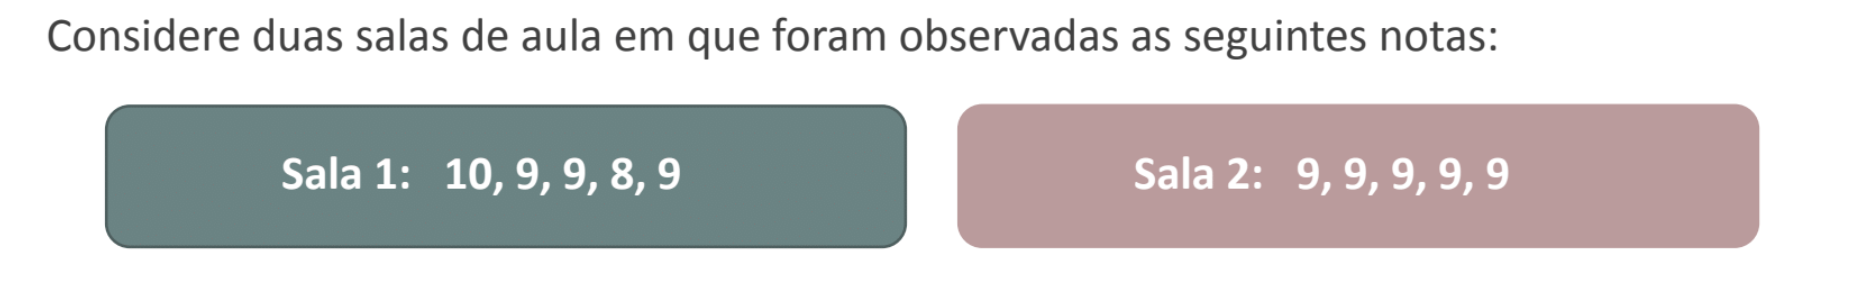 Considere duas salas de aula em que foram observadas as seguintes notas:
Sala 1: 10, 9, 9, 8, 9
Sala 2: 9, 9, 9, 9, 9